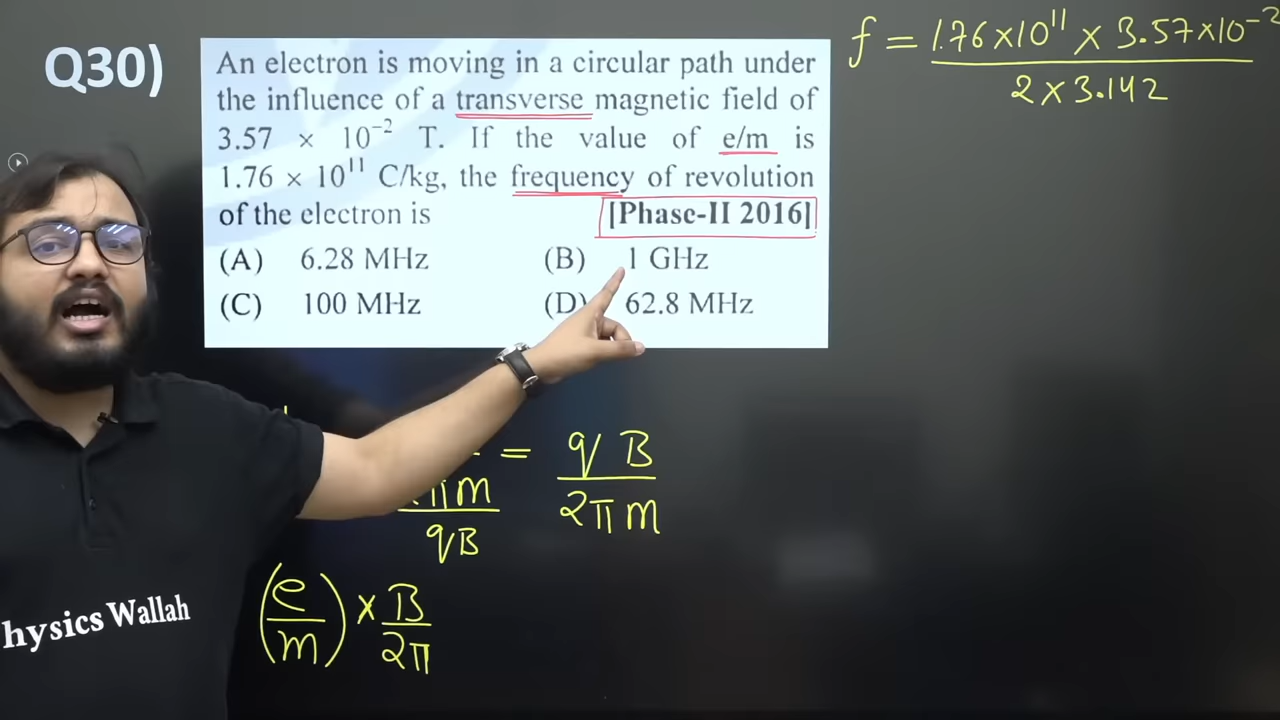 Q30)
An electron is moving in a circular path under
the influence of a transverse magnetic field of
3.57 × 10⁻² T. If the value of e/m is
1.76 × 10¹¹ C/kg, the frequency of revolution
of the electron is [Phase-II 2016]
(A) 6.28 MHz (B) 1 GHz
(C) 100 MHz (D) 62.8 MHz
f = 1.76×10¹¹ × 3.57×10⁻²
2 × 3.142
= qB
πm 2πm
qB
(e/m) × B/2π
hysics Wallah